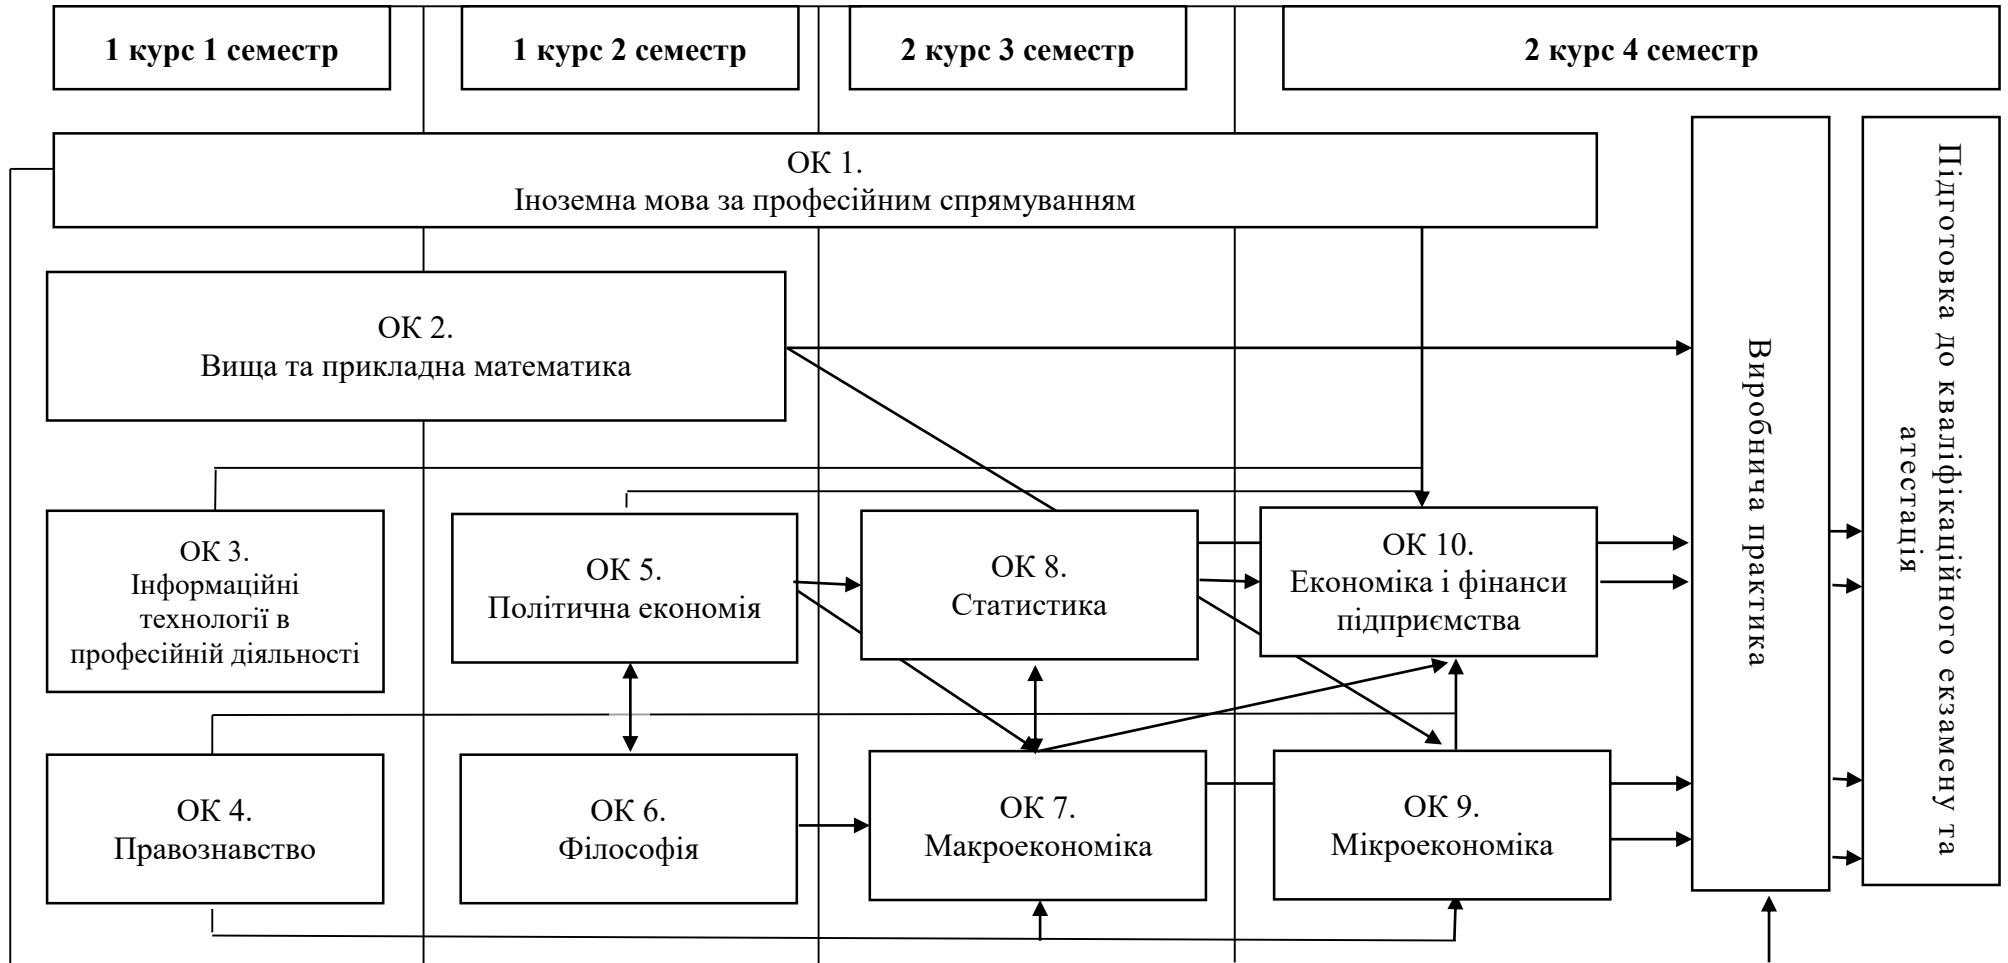 1 курс 1 семестр
1 курс 2 семестр
2 курс 3 семестр
2 курс 4 семестр
ОК 1.
Іноземна мова за професійним спрямуванням
ОК 2.
Вища та прикладна математика
ОК 3.
Інформаційні
технології в
професійній діяльності
ОК 5.
Політична економія
ОК 8.
Статистика
ОК 10.
Економіка і фінанси
підприємства
ОК 4.
Правознавство
ОК 6.
Філософія
ОК 7.
Макроекономіка
ОК 9.
Мікроекономіка
Виробнича практика
Підготовка до кваліфікаційного екзамену та
атестація